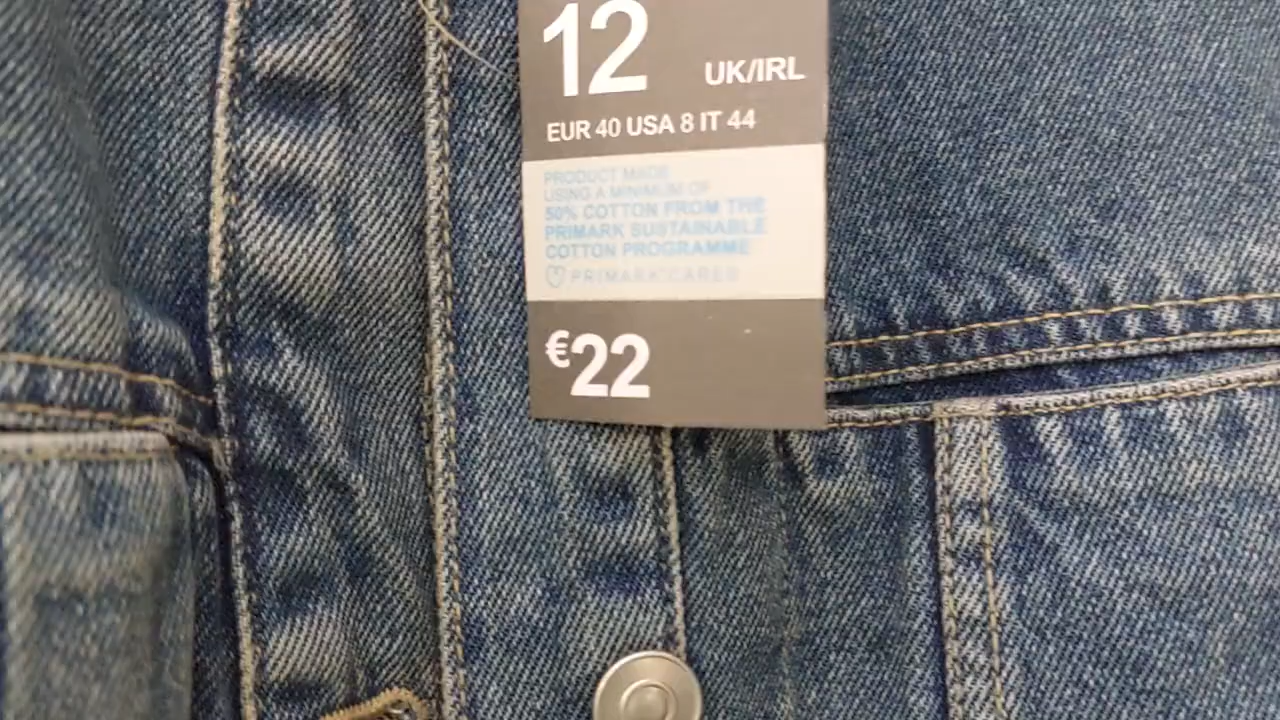 12
UK/IRL
EUR 40 USA 8 IT 44
PRODUCT MADE
USING A MINIMUM OF
50% COTTON FROM THE
PRIMARK SUSTAINABLE
COTTON PROGRAMME
PRIMARK CARES
€22